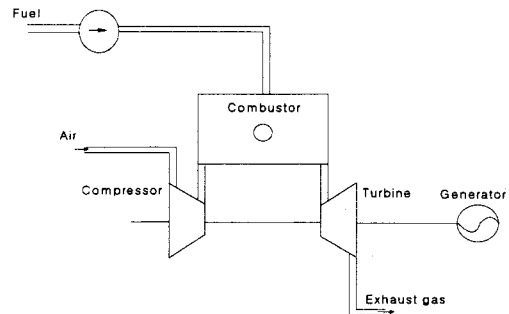 Fuel
Combustor
Air
Compressor
Turbine
Generator
Exhaust gas